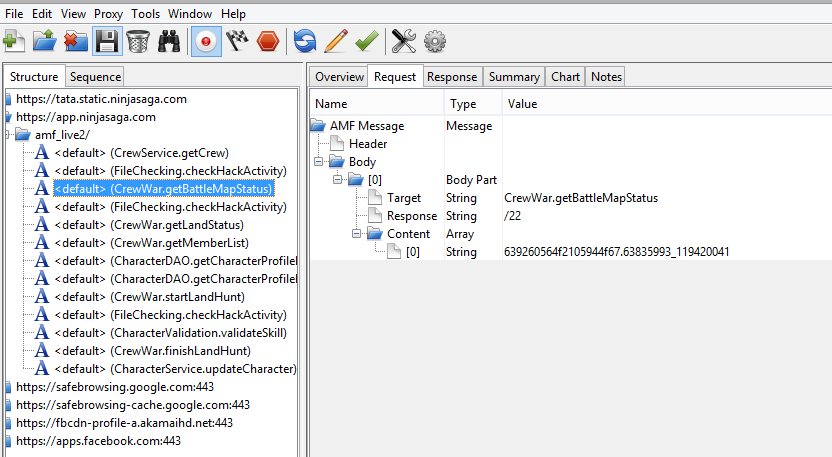 File Edit View Proxy Tools Window Help
Structure Sequence
https://tata.static.ninjasaga.com
https://app.ninjasaga.com
amf_live2/
<default> (CrewService.getCrew)
<default> (FileChecking.checkHackActivity)
<default> (CrewWar.getBattleMapStatus)
<default> (FileChecking.checkHackActivity)
<default> (CrewWar.getLandStatus)
<default> (CrewWar.getMemberList)
<default> (CharacterDAO.getCharacterProfileI
<default> (CharacterDAO.getCharacterProfileI
<default> (CrewWar.startLandHunt)
<default> (FileChecking.checkHackActivity)
<default> (CharacterValidation.validateSkill)
<default> (CrewWar.finishLandHunt)
<default> (CharacterService.updateCharacter)
https://safebrowsing.google.com:443
https://safebrowsing-cache.google.com:443
https://fbcdn-profile-a.akamaihd.net:443
https://apps.facebook.com:443
Overview Request Response Summary Chart Notes
Name Type Value
AMF Message Message
Header
Body
[0] Body Part
Target String CrewWar.getBattleMapStatus
Response String /22
Content Array
[0] String 639260564f2105944f67.63835993_119420041